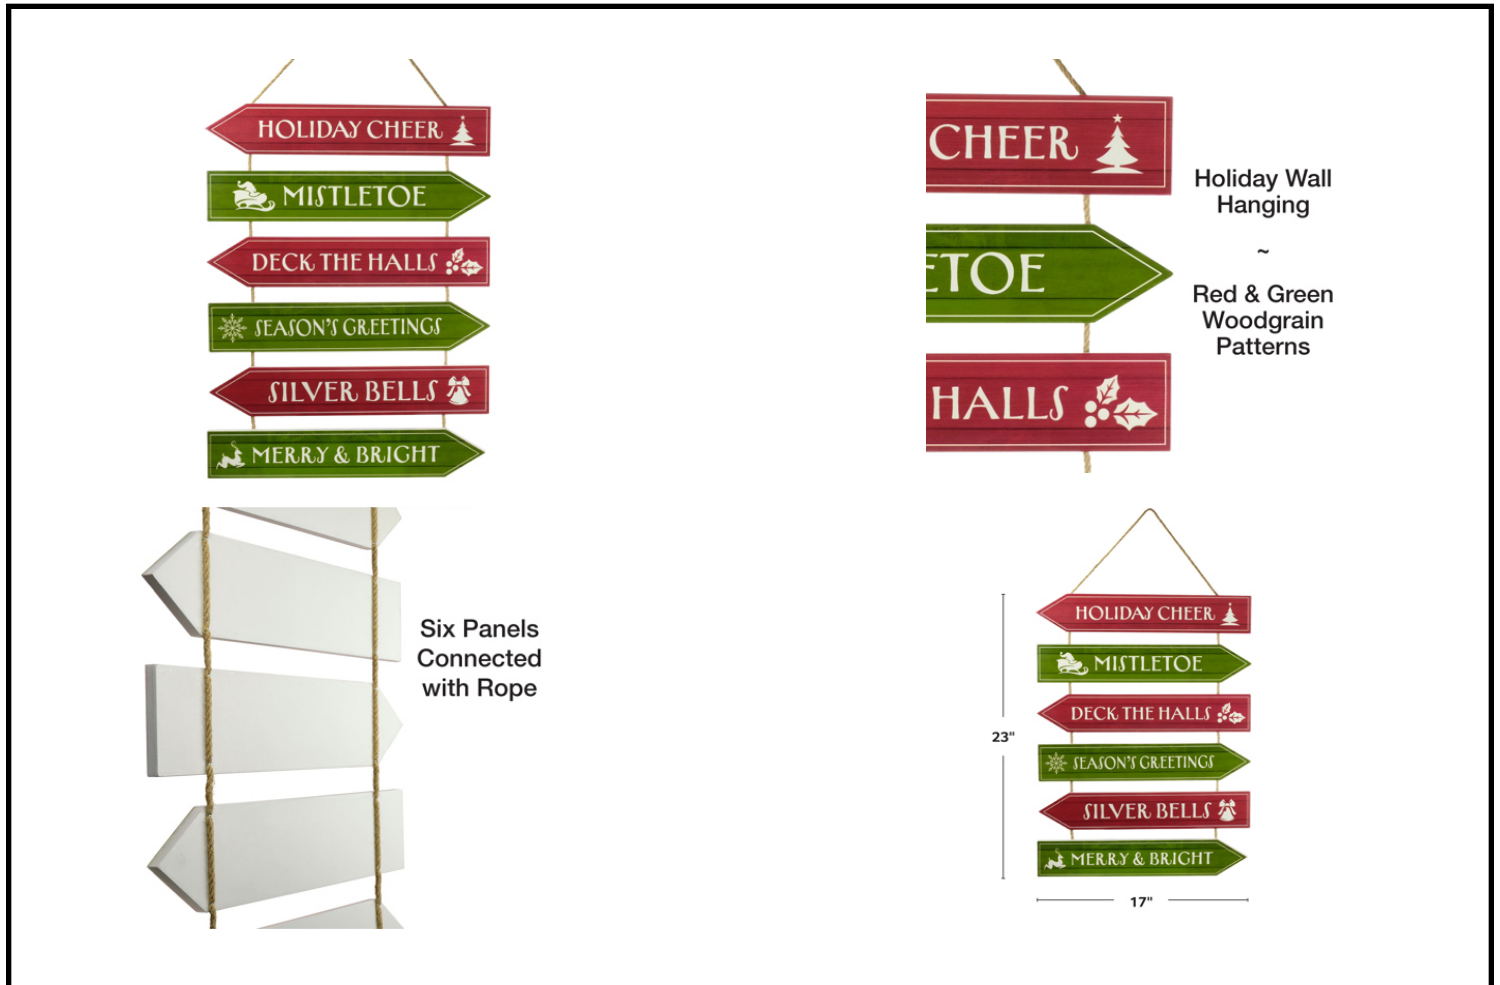 HOLIDAY CHEER
MISTLETOE
DECK THE HALLS
SEASON'S GREETINGS
SILVER BELLS
MERRY & BRIGHT
CHEER
ETOE
HALLS
Holiday Wall
Hanging
~
Red & Green
Woodgrain
Patterns
Six Panels
Connected
with Rope
HOLIDAY CHEER
MISTLETOE
DECK THE HALLS
SEASON'S GREETINGS
SILVER BELLS
MERRY & BRIGHT
23"
17"